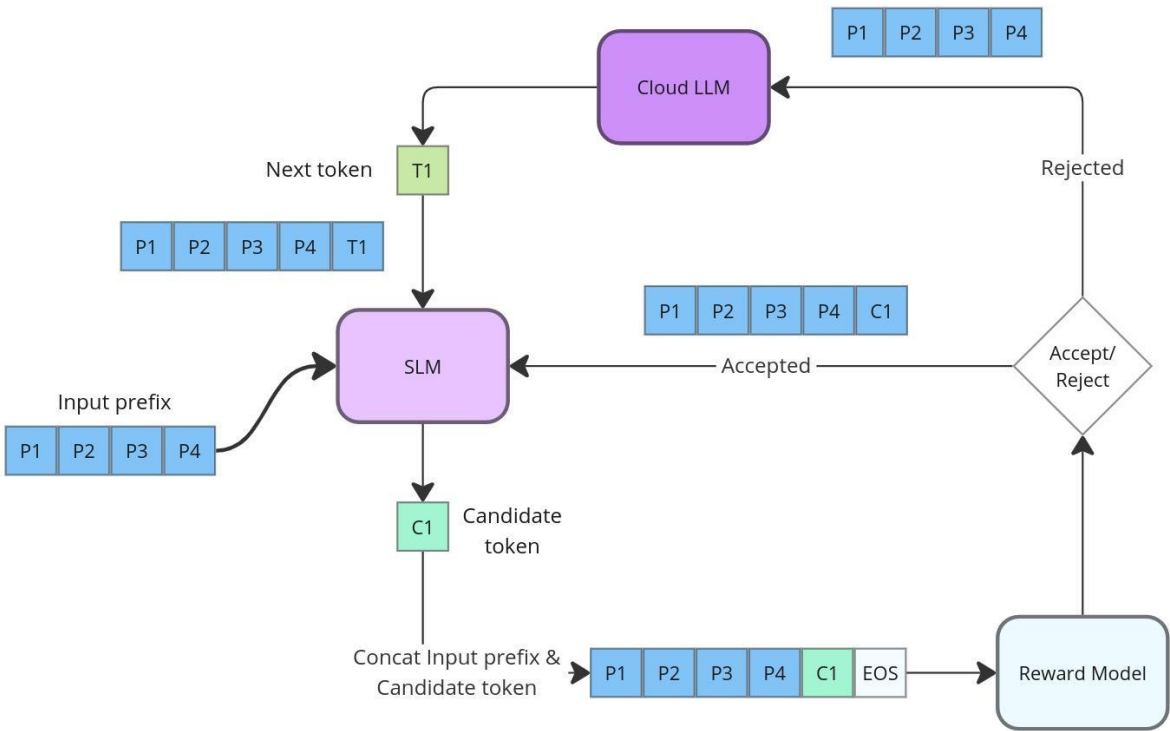 P1 P2 P3 P4
Cloud LLM
Rejected
Next token
T1
P1 P2 P3 P4 T1
P1 P2 P3 P4 C1
Accepted
Accept/
Reject
SLM
Input prefix
P1 P2 P3 P4
C1
Candidate
token
Concat Input prefix &
Candidate token
P1 P2 P3 P4 C1 EOS
Reward Model